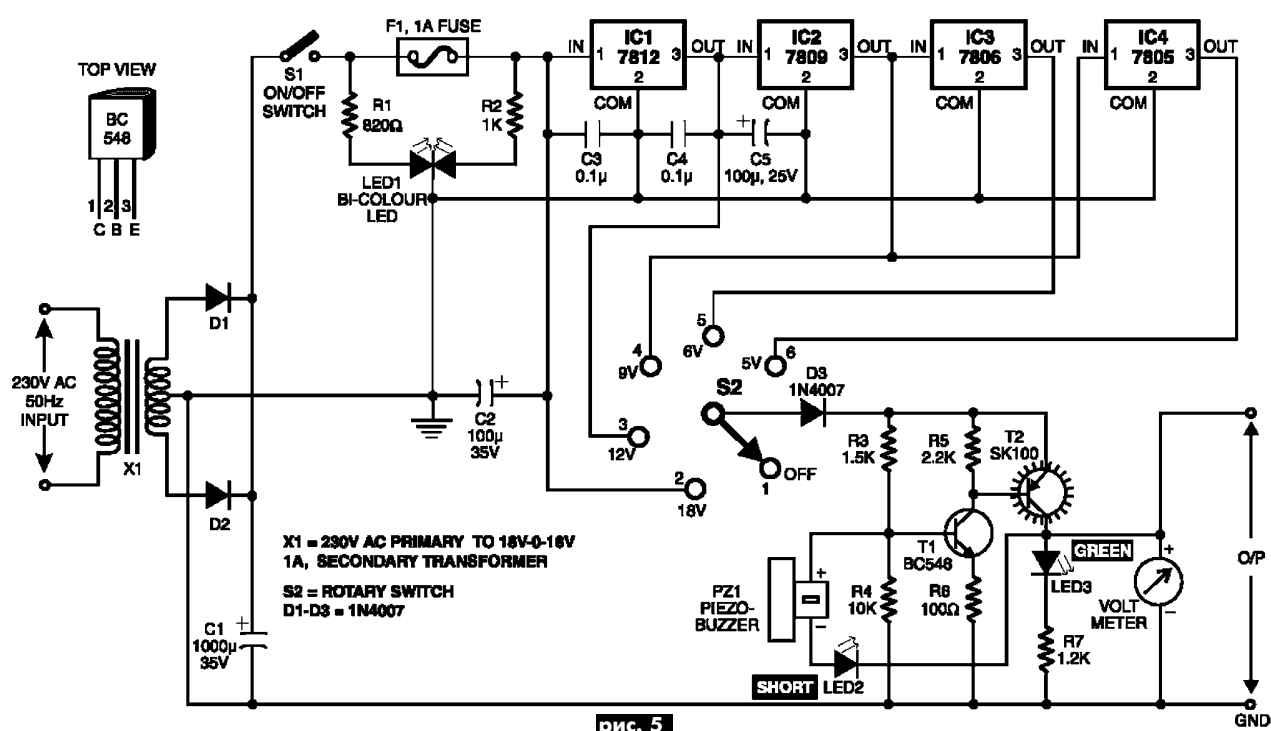 F1, 1A FUSE
IC1
7812
IC2
7809
IC3
7806
IC4
7805
IN
1
3
OUT
IN
1
3
OUT
IN
1
3
OUT
IN
1
3
OUT
2
2
2
2
COM
COM
COM
COM
TOP VIEW
BC
548
1
2
3
C B E
S1
ON/OFF
SWITCH
R1
820Ω
R2
1K
LED1
BI-COLOUR
LED
C3
0.1µ
C4
0.1µ
+
C5
100µ, 25V
D1
230V AC
50Hz
INPUT
X1
D2
+
C2
100µ
35V
4
9V
5
6V
6
5V
S2
3
12V
2
18V
1
OFF
D3
1N4007
R3
1.5K
R5
2.2K
T2
SK100
X1 = 230V AC PRIMARY TO 18V-0-18V
1A, SECONDARY TRANSFORMER
S2 = ROTARY SWITCH
D1-D3 = 1N4007
+
C1
1000µ
35V
PZ1
PIEZO-
BUZZER
+
−
R4
10K
T1
BC548
R6
100Ω
GREEN
LED3
R7
1.2K
+
−
VOLT
METER
O/P
SHORT
LED2
GND
рис. 5